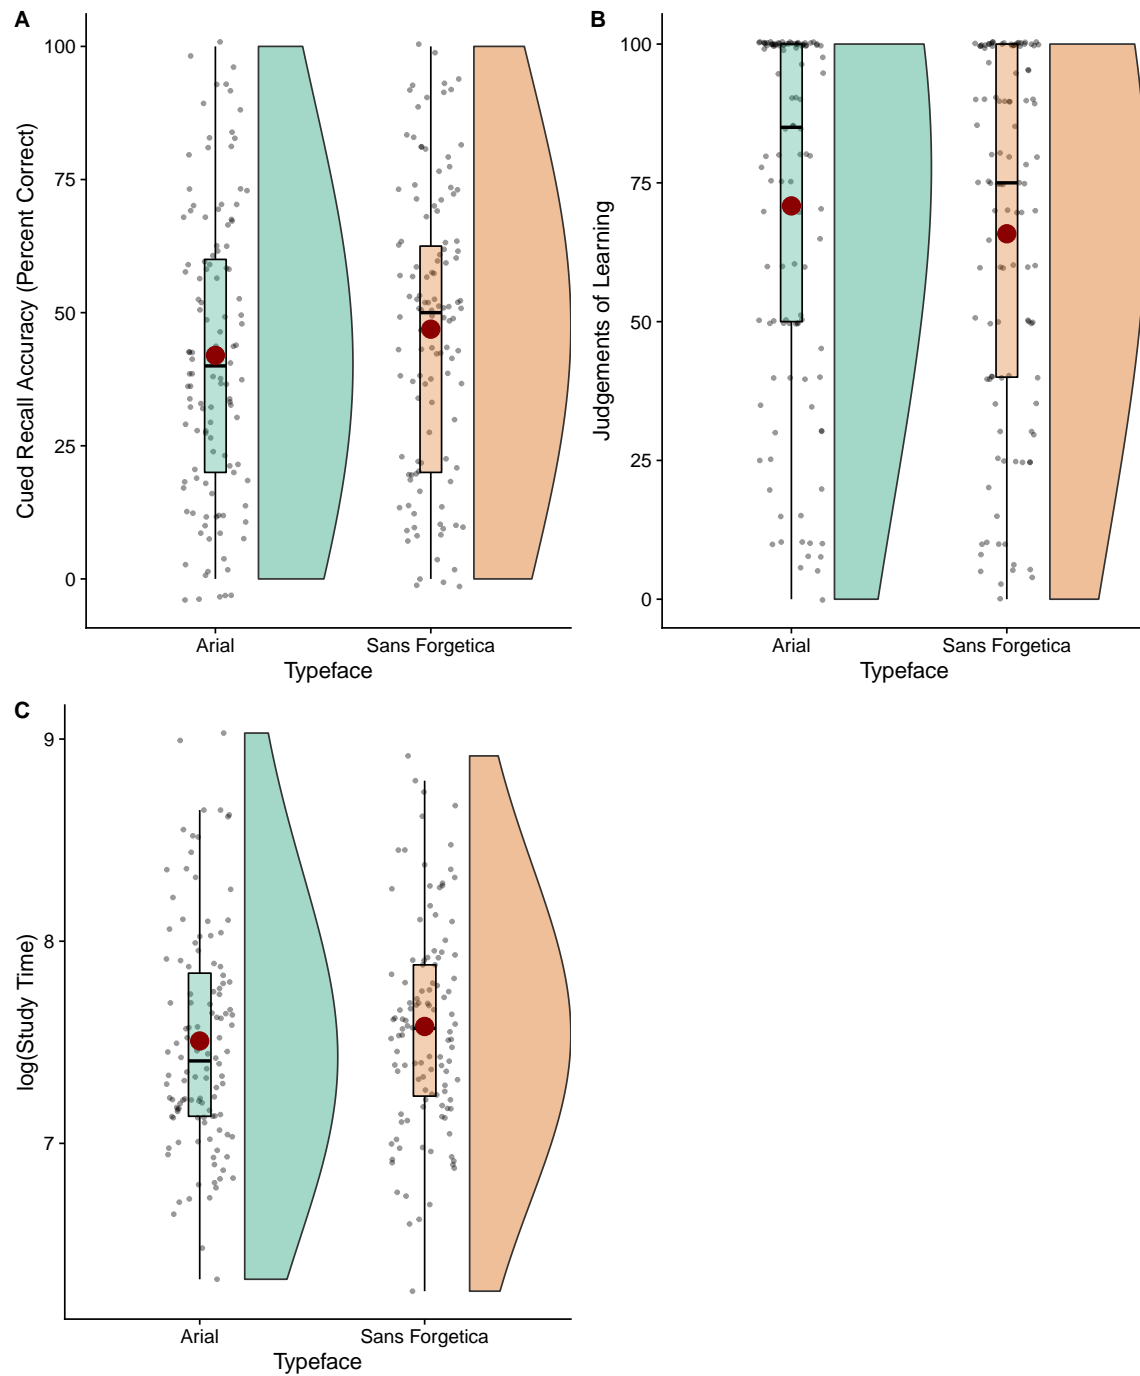 A
Cued Recall Accuracy (Percent Correct)
100
75
50
25
0
Arial
Sans Forgetica
Typeface
B
Judgements of Learning
100
75
50
25
0
Arial
Sans Forgetica
Typeface
C
log(Study Time)
9
8
7
Arial
Sans Forgetica
Typeface